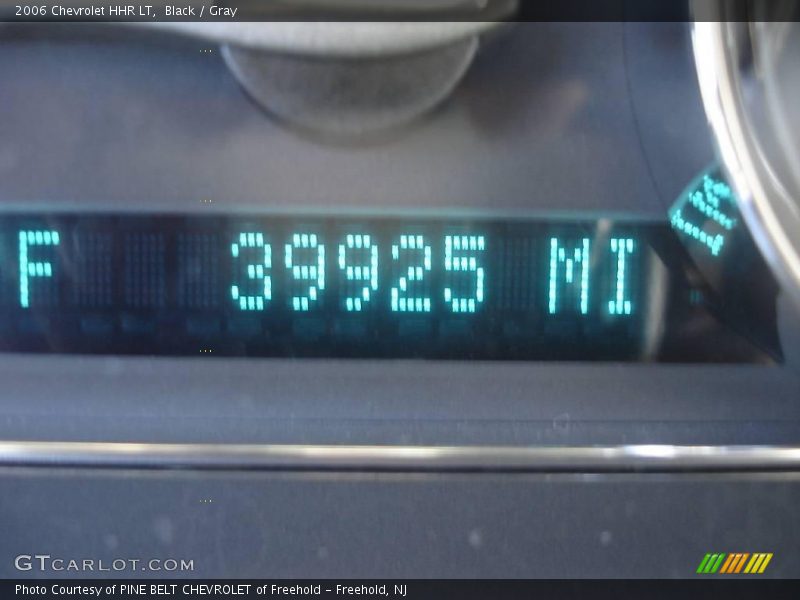 2006 Chevrolet HHR LT,  Black / Gray
F 39925 MI
GTCARLOT.COM
Photo Courtesy of PINE BELT CHEVROLET of Freehold - Freehold, NJ